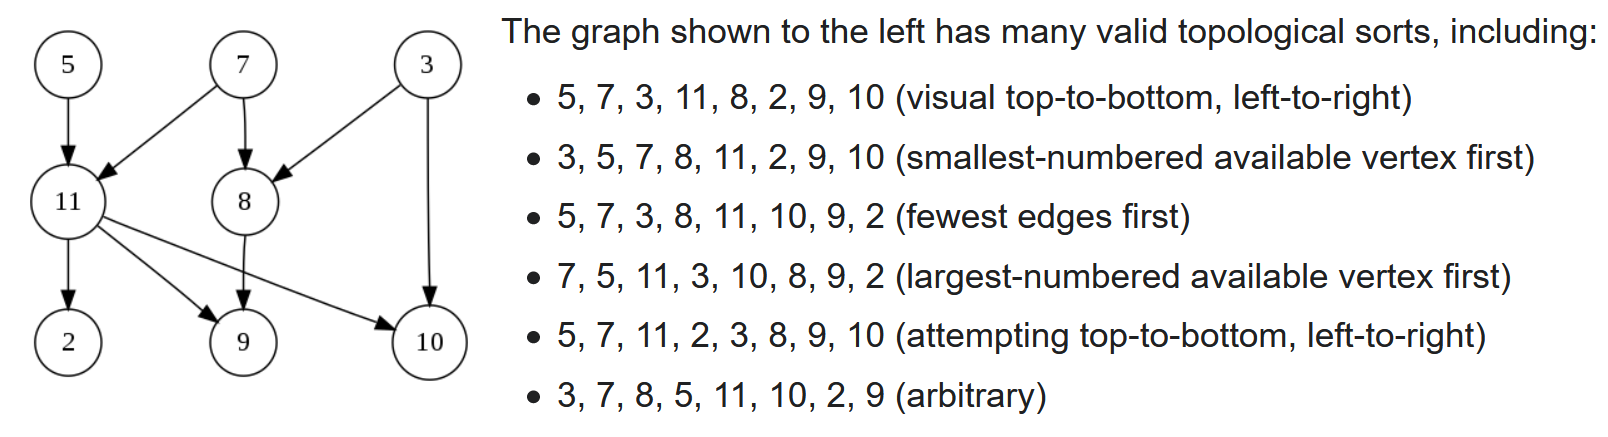 5 7 3
11 8
2 9 10
The graph shown to the left has many valid topological sorts, including:
• 5, 7, 3, 11, 8, 2, 9, 10 (visual top-to-bottom, left-to-right)
• 3, 5, 7, 8, 11, 2, 9, 10 (smallest-numbered available vertex first)
• 5, 7, 3, 8, 11, 10, 9, 2 (fewest edges first)
• 7, 5, 11, 3, 10, 8, 9, 2 (largest-numbered available vertex first)
• 5, 7, 11, 2, 3, 8, 9, 10 (attempting top-to-bottom, left-to-right)
• 3, 7, 8, 5, 11, 10, 2, 9 (arbitrary)